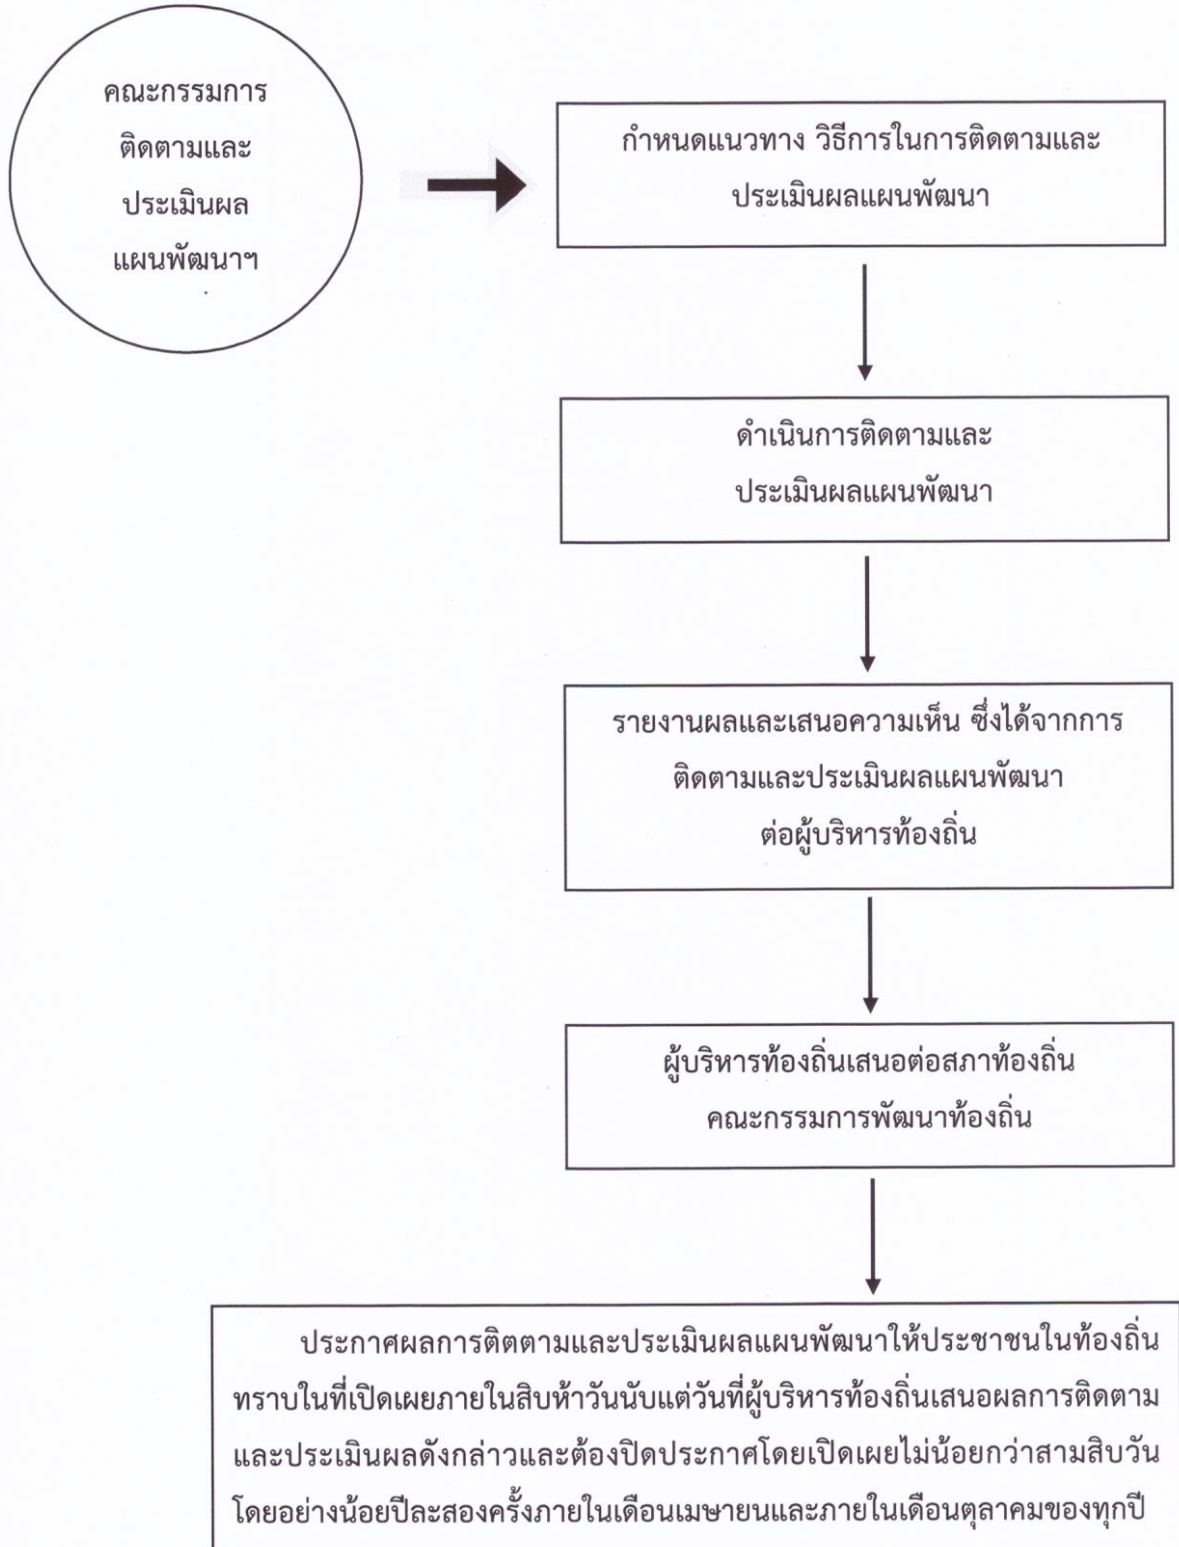 คณะกรรมการ
ติดตามและ
ประเมินผล
แผนพัฒนาฯ
กำหนดแนวทาง วิธีการในการติดตามและ
ประเมินผลแผนพัฒนา
ดำเนินการติดตามและ
ประเมินผลแผนพัฒนา
รายงานผลและเสนอความเห็น ซึ่งได้จากการ
ติดตามและประเมินผลแผนพัฒนา
ต่อผู้บริหารท้องถิ่น
ผู้บริหารท้องถิ่นเสนอต่อสภาท้องถิ่น
คณะกรรมการพัฒนาท้องถิ่น
ประกาศผลการติตตามและประเมินผลแผนพัฒนาให้ประชาชนในท้องถิ่น
ทราบในที่เปิดเผยภายในสิบห้าวันนับแต่วันที่ผู้บริหารท้องถิ่นเสนอผลการติดตาม
และประเมินผลดังกล่าวและต้องปิดประกาศโดยเปิดเผยไม่น้อยกว่าสามสิบวัน
โดยอย่างน้อยปีละสองครั้งภายในเดือนเมษายนและภายในเดือนตุลาคมของทุกปี